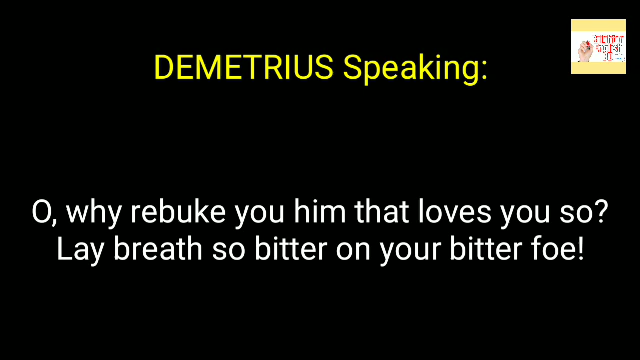 DEMETRIUS Speaking:
O, why rebuke you him that loves you so?
Lay breath so bitter on your bitter foe!